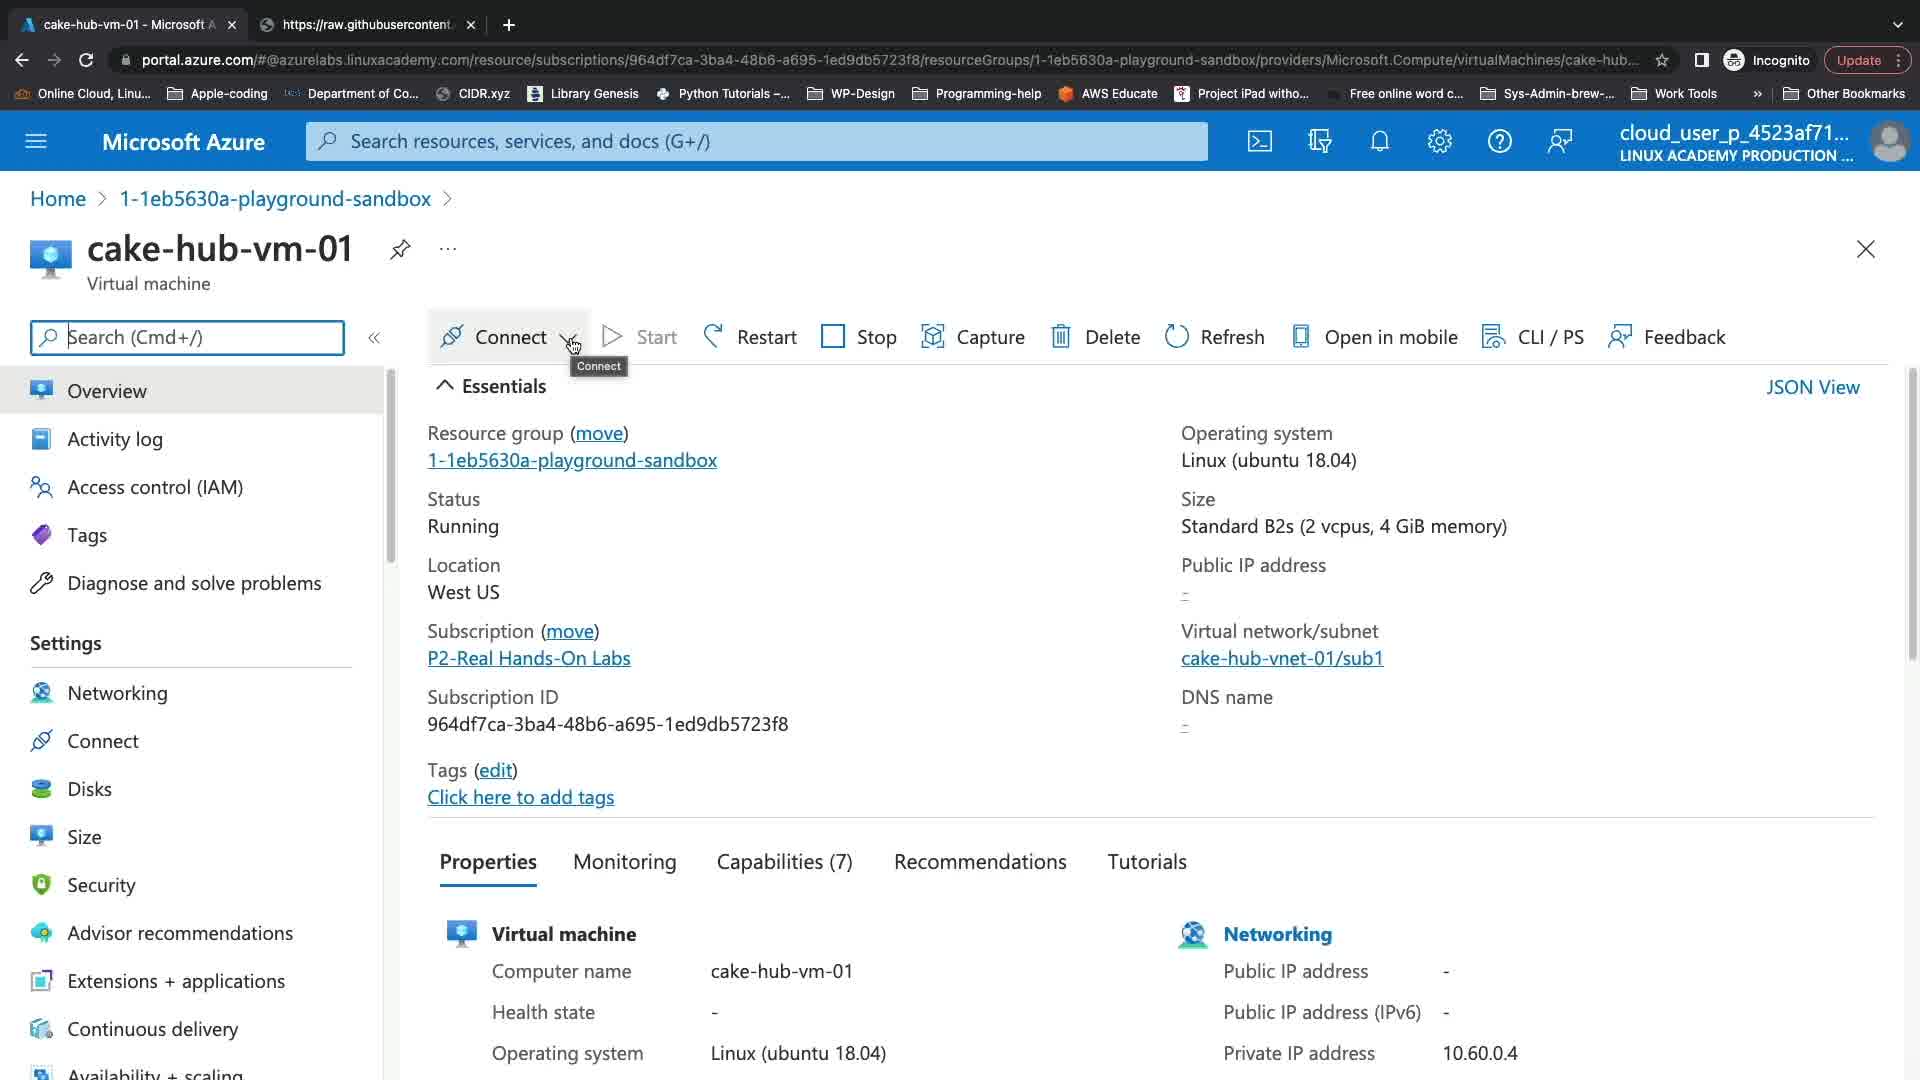 cake-hub-vm-01 - Microsoft A
https://raw.githubusercontent.
portal.azure.com/#@azurelabs.linuxacademy.com/resource/subscriptions/964df7ca-3ba4-48b6-a695-1ed9db5723f8/resourceGroups/1-1eb5630a-playground-sandbox/providers/Microsoft.Compute/virtualMachines/cake-hub...
Incognito
Update
Online Cloud, Linu...
Apple-coding
Department of Co...
CIDR.xyz
Library Genesis
Python Tutorials –...
WP-Design
Programming-help
AWS Educate
Project iPad witho...
Free online word c...
Sys-Admin-brew-...
Work Tools
»
Other Bookmarks
Microsoft Azure
Search resources, services, and docs (G+/)
cloud_user_p_4523af71...
LINUX ACADEMY PRODUCTION ...
Home > 1-1eb5630a-playground-sandbox >
cake-hub-vm-01
...
Virtual machine
Search (Cmd+/)
«
Connect
Start
Restart
Stop
Capture
Delete
Refresh
Open in mobile
CLI / PS
Feedback
Connect
Overview
Activity log
Access control (IAM)
Tags
Diagnose and solve problems
Settings
Networking
Connect
Disks
Size
Security
Advisor recommendations
Extensions + applications
Continuous delivery
Availability + scaling
Essentials
JSON View
Resource group (move)
1-1eb5630a-playground-sandbox
Status
Running
Location
West US
Subscription (move)
P2-Real Hands-On Labs
Subscription ID
964df7ca-3ba4-48b6-a695-1ed9db5723f8
Tags (edit)
Click here to add tags
Operating system
Linux (ubuntu 18.04)
Size
Standard B2s (2 vcpus, 4 GiB memory)
Public IP address
-
Virtual network/subnet
cake-hub-vnet-01/sub1
DNS name
-
Properties
Monitoring
Capabilities (7)
Recommendations
Tutorials
Virtual machine
Computer name cake-hub-vm-01
Health state -
Operating system Linux (ubuntu 18.04)
Networking
Public IP address -
Public IP address (IPv6) -
Private IP address 10.60.0.4